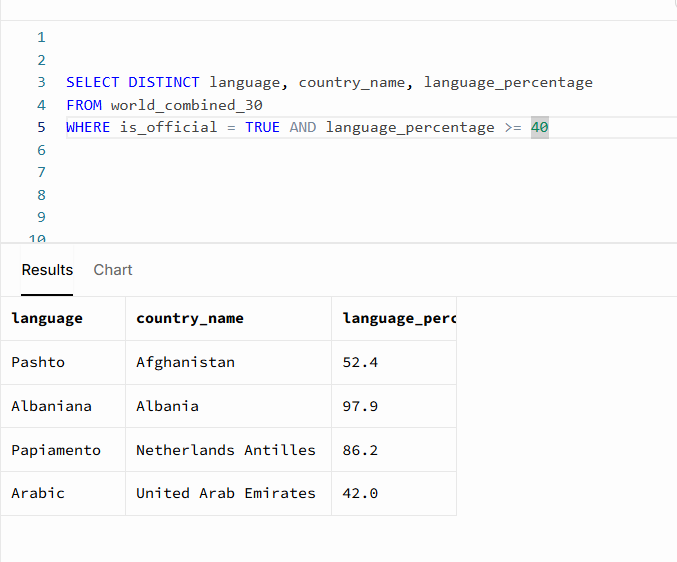 1
2
3 SELECT DISTINCT language, country_name, language_percentage
4 FROM world_combined_30
5 WHERE is_official = TRUE AND language_percentage >= 40
6
7
8
9
10
Results Chart
language country_name language_perc
Pashto Afghanistan 52.4
Albaniana Albania 97.9
Papiamento Netherlands Antilles 86.2
Arabic United Arab Emirates 42.0